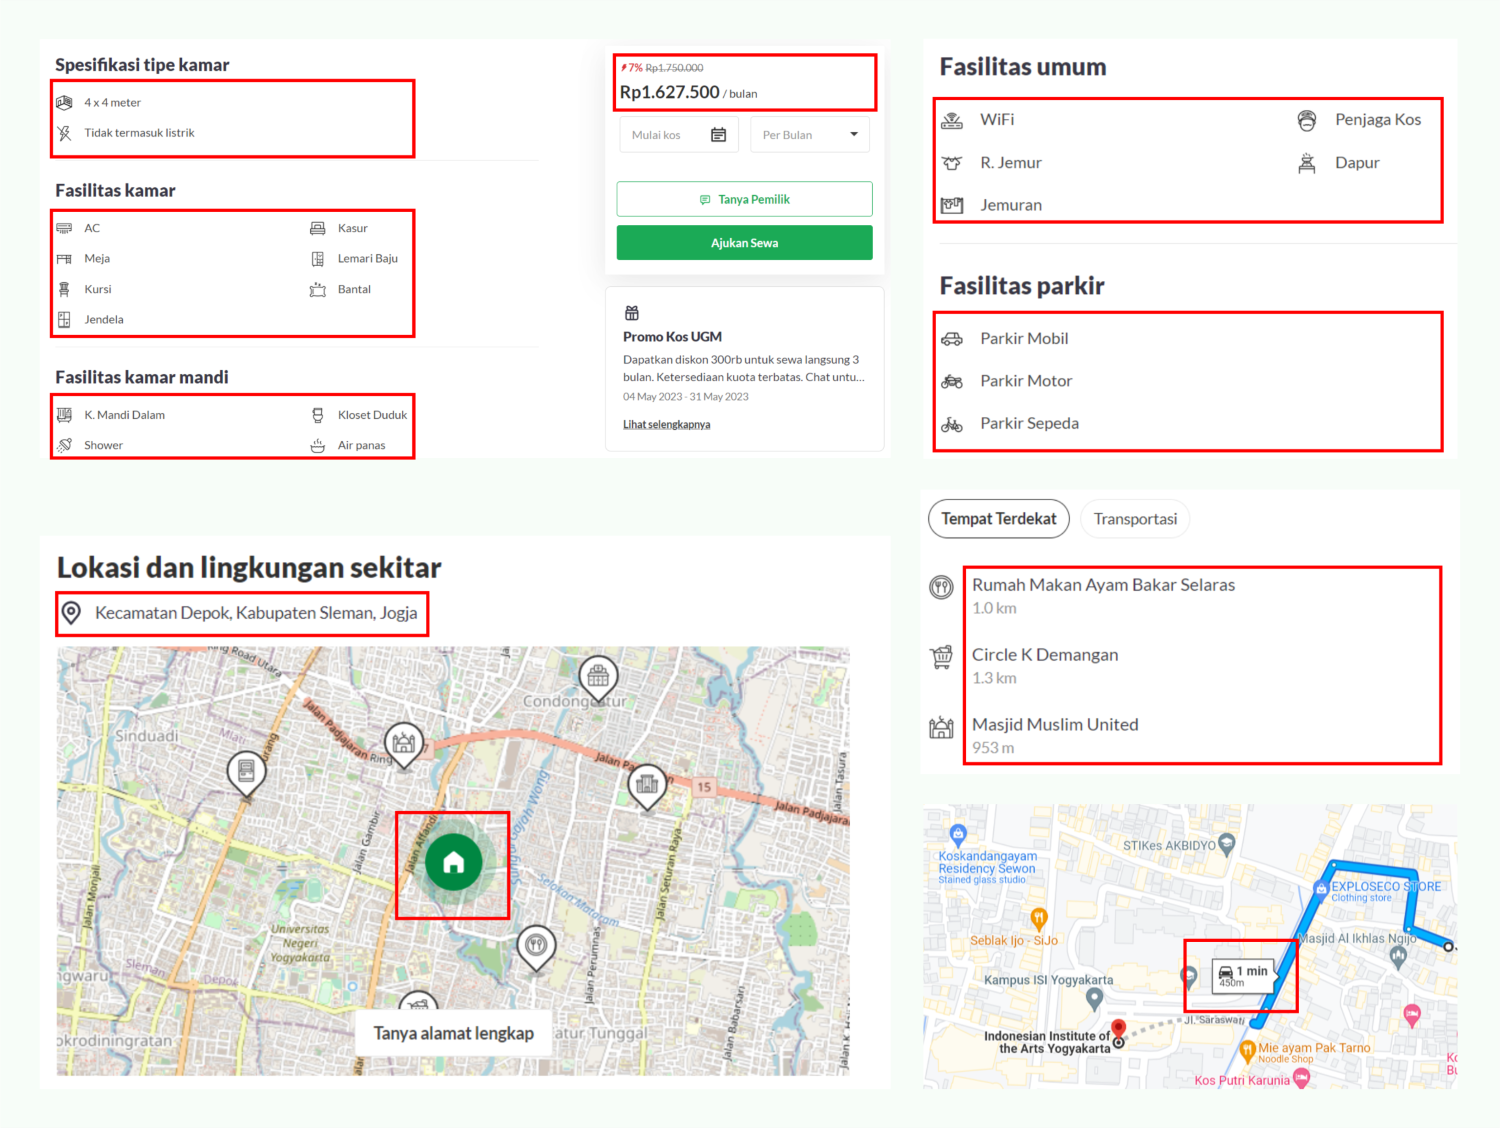 Spesifikasi tipe kamar
4 x 4 meter
Tidak termasuk listrik
Fasilitas kamar
AC
Kasur
Meja
Lemari Baju
Kursi
Bantal
Jendela
Fasilitas kamar mandi
K. Mandi Dalam
Kloset Duduk
Shower
Air panas
7% Rp1.750.000
Rp1.627.500 / bulan
Mulai kos
Per Bulan
Tanya Pemilik
Ajukan Sewa
Promo Kos UGM
Dapatkan diskon 300rb untuk sewa langsung 3
bulan. Ketersediaan kuota terbatas. Chat untu...
04 May 2023 - 31 May 2023
Lihat selengkapnya
Fasilitas umum
WiFi
Penjaga Kos
R. Jemur
Dapur
Jemuran
Fasilitas parkir
Parkir Mobil
Parkir Motor
Parkir Sepeda
Lokasi dan lingkungan sekitar
Kecamatan Depok, Kabupaten Sleman, Jogja
Ring Road Utara
Condongcatur
Sinduadi
Mlati
Jalan Padjajaran Ring
Jalan Pa
15
Jalan Padjajara
Jalan Tasura
Jalan Gambir
Jalan Affandi
Jalan Monjali
Jalan Seturan Raya
Selokan Mataram
Universitas
Negeri
Yogyakarta
Sleman
Depok
Jalan Perumnas
Jalan Babarsari
Jalan K
atur Tunggal
okrodiningratan
Tanya alamat lengkap
Tempat Terdekat
Transportasi
Rumah Makan Ayam Bakar Selaras
1.0 km
Circle K Demangan
1.3 km
Masjid Muslim United
953 m
STIKes AKBIDYO
Koskandangayam
Residency Sewon
Stained glass studio
EXPLOSECO STORE
Clothing store
Seblak Ijo - SiJo
Masjid Al Ikhlas Ngijo
Kampus ISI Yogyakarta
1 min
450m
Jl. Saraswati
Indonesian Institute of
the Arts Yogyakarta
Mie ayam Pak Tarno
Noodle Shop
Kos Putri Karunia